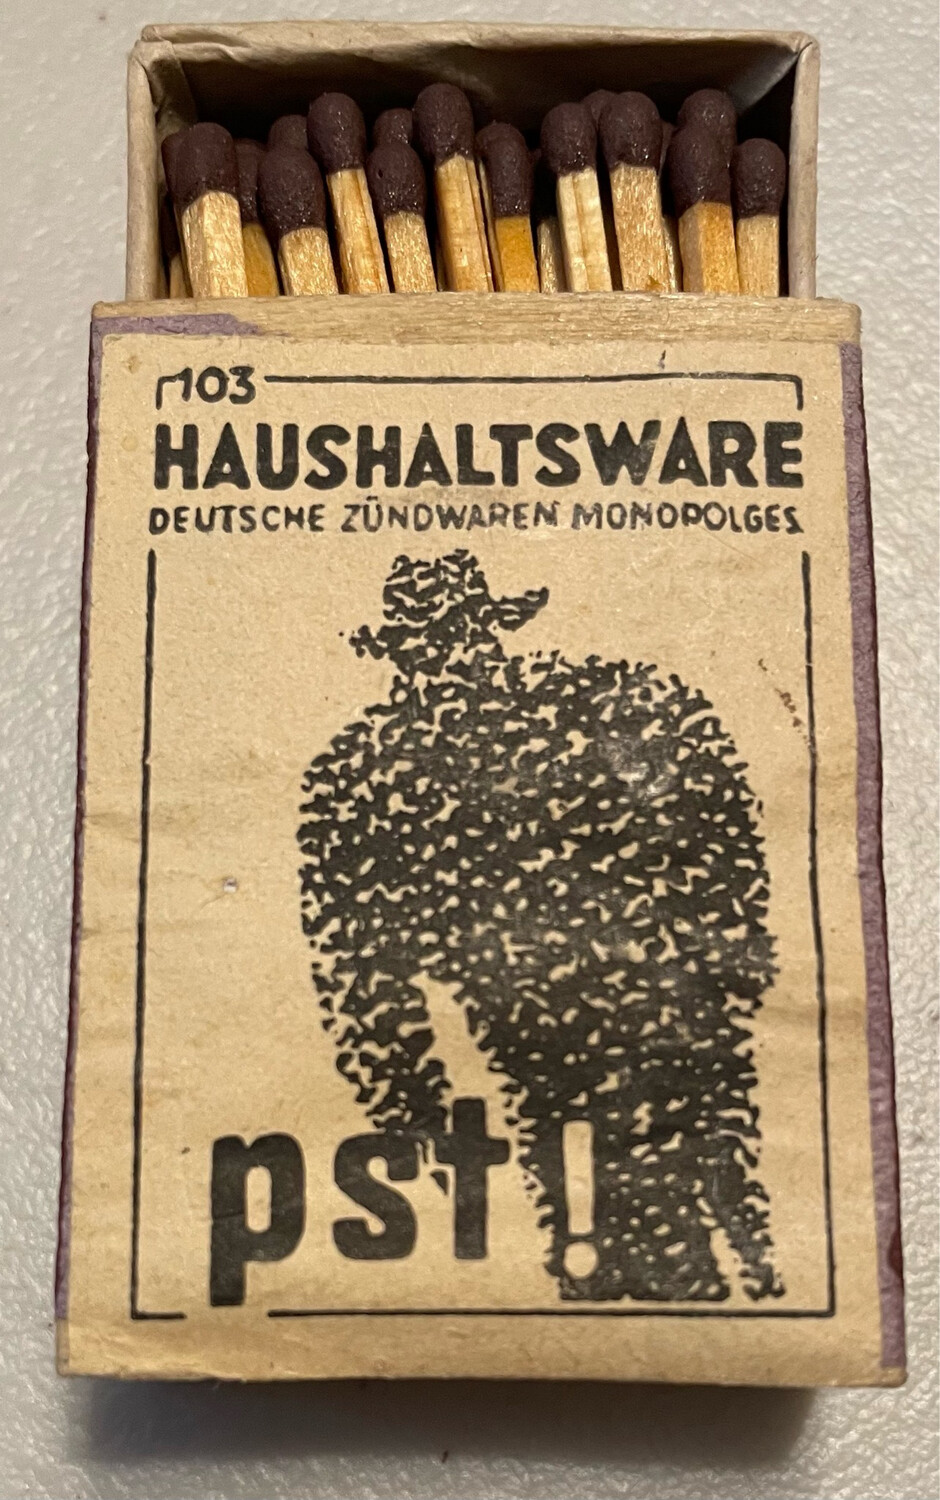 103
HAUSHALTSWARE
DEUTSCHE ZÜNDWAREN MONOPOLGES
pst!